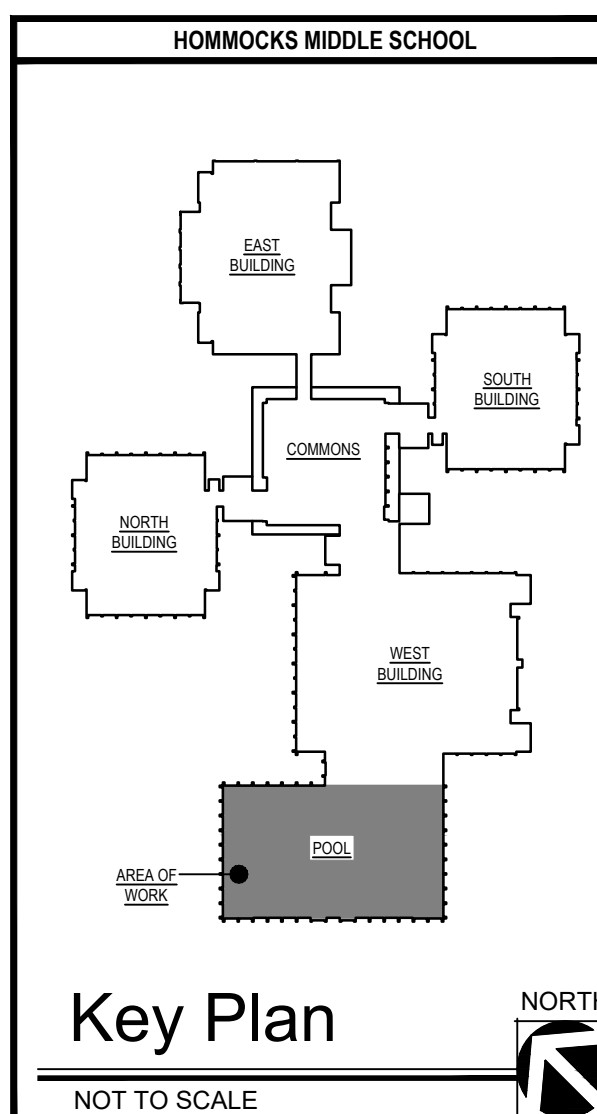 HOMMOCKS MIDDLE SCHOOL
EAST
BUILDING
SOUTH
BUILDING
COMMONS
NORTH
BUILDING
WEST
BUILDING
POOL
AREA OF
WORK
Key Plan
NORTH
NOT TO SCALE